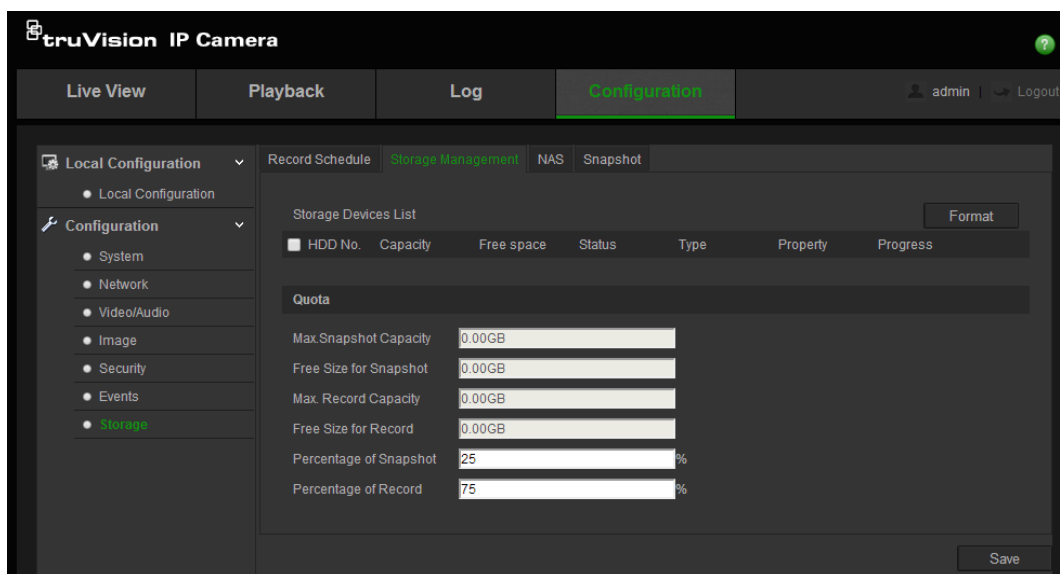 truVision IP Camera
?
Live View Playback Log Configuration admin | Logout
Local Configuration
Local Configuration
Configuration
System
Network
Video/Audio
Image
Security
Events
Storage
Record Schedule Storage Management NAS Snapshot
Storage Devices List Format
HDD No. Capacity Free space Status Type Property Progress
Quota
Max.Snapshot Capacity 0.00GB
Free Size for Snapshot 0.00GB
Max. Record Capacity 0.00GB
Free Size for Record 0.00GB
Percentage of Snapshot 25 %
Percentage of Record 75 %
Save